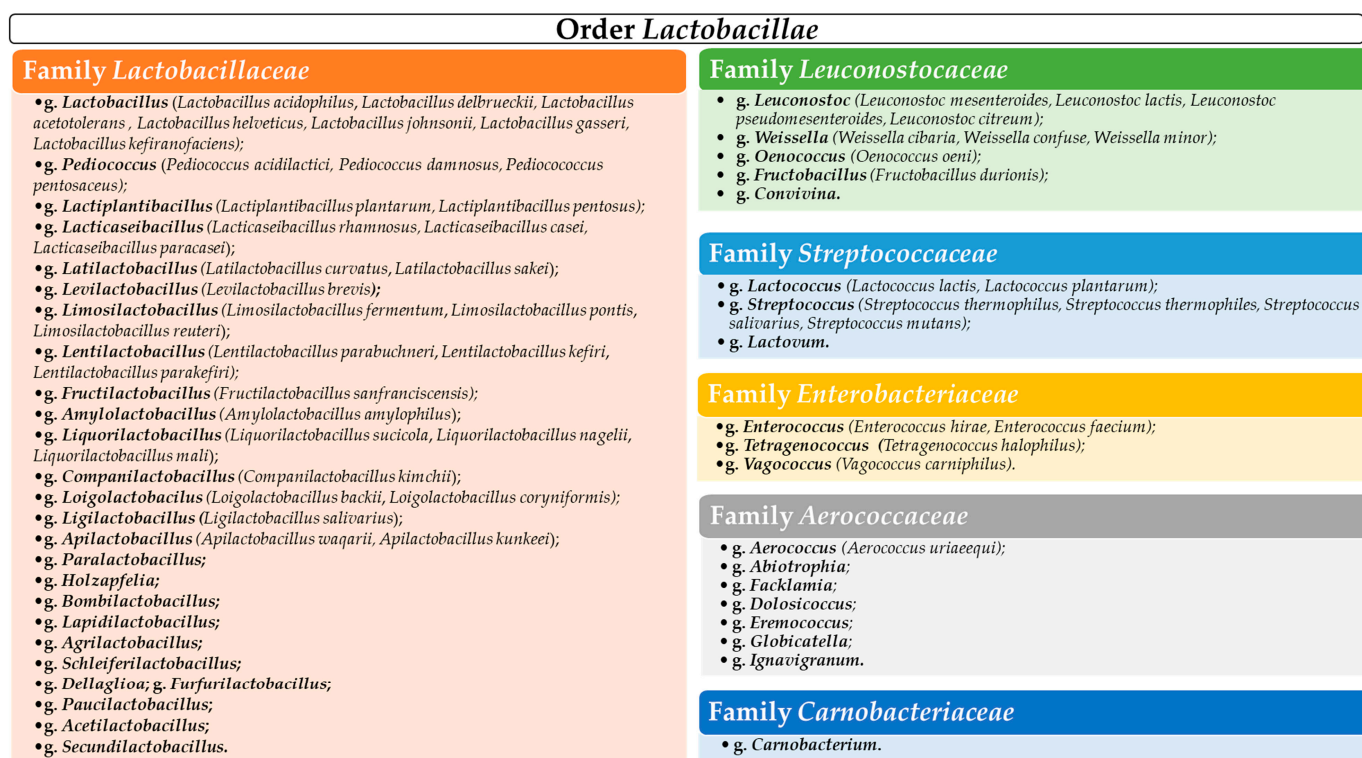 Order Lactobacillae
Family Lactobacillaceae
•g. Lactobacillus (Lactobacillus acidophilus, Lactobacillus delbrueckii, Lactobacillus
acetotolerans , Lactobacillus helveticus, Lactobacillus johnsonii, Lactobacillus gasseri,
Lactobacillus kefiranofaciens);
•g. Pediococcus (Pediococcus acidilactici, Pediococcus damnosus, Pediocococcus
pentosaceus);
•g. Lactiplantibacillus (Lactiplantibacillus plantarum, Lactiplantibacillus pentosus);
•g. Lacticaseibacillus (Lacticaseibacillus rhamnosus, Lacticaseibacillus casei,
Lacticaseibacillus paracasei);
•g. Latilactobacillus (Latilactobacillus curvatus, Latilactobacillus sakei);
•g. Levilactobacillus (Levilactobacillus brevis);
•g. Limosilactobacillus (Limosilactobacillus fermentum, Limosilactobacillus pontis,
Limosilactobacillus reuteri);
•g. Lentilactobacillus (Lentilactobacillus parabuchneri, Lentilactobacillus kefiri,
Lentilactobacillus parakefiri);
•g. Fructilactobacillus (Fructilactobacillus sanfranciscensis);
•g. Amylolactobacillus (Amylolactobacillus amylophilus);
•g. Liquorilactobacillus (Liquorilactobacillus sucicola, Liquorilactobacillus nagelii,
Liquorilactobacillus mali);
•g. Companilactobacillus (Companilactobacillus kimchii);
•g. Loigolactobacilus (Loigolactobacillus backii, Loigolactobacillus coryniformis);
•g. Ligilactobacillus (Ligilactobacillus salivarius);
•g. Apilactobacillus (Apilactobacillus waqarii, Apilactobacillus kunkeei);
•g. Paralactobacillus;
•g. Holzapfelia;
•g. Bombilactobacillus;
•g. Lapidilactobacillus;
•g. Agrilactobacillus;
•g. Schleiferilactobacillus;
•g. Dellaglioa; g. Furfurilactobacillus;
•g. Paucilactobacillus;
•g. Acetilactobacillus;
•g. Secundilactobacillus.
Family Leuconostocaceae
• g. Leuconostoc (Leuconostoc mesenteroides, Leuconostoc lactis, Leuconostoc
pseudomesenteroides, Leuconostoc citreum);
• g. Weissella (Weissella cibaria, Weissella confuse, Weissella minor);
• g. Oenococcus (Oenococcus oeni);
• g. Fructobacillus (Fructobacillus durionis);
• g. Convivina.
Family Streptococcaceae
• g. Lactococcus (Lactococcus lactis, Lactococcus plantarum);
• g. Streptococcus (Streptococcus thermophilus, Streptococcus thermophiles, Streptococcus
salivarius, Streptococcus mutans);
• g. Lactovum.
Family Enterobacteriaceae
•g. Enterococcus (Enterococcus hirae, Enterococcus faecium);
•g. Tetragenococcus (Tetragenococcus halophilus);
•g. Vagococcus (Vagococcus carniphilus).
Family Aerococcaceae
• g. Aerococcus (Aerococcus uriaeequi);
• g. Abiotrophia;
• g. Facklamia;
• g. Dolosicoccus;
• g. Eremococcus;
• g. Globicatella;
• g. Ignavigranum.
Family Carnobacteriaceae
• g. Carnobacterium.